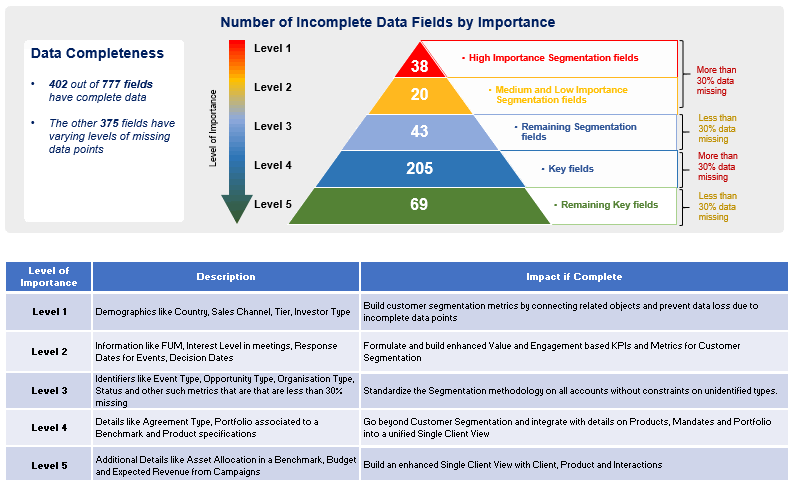 Number of Incomplete Data Fields by Importance
Data Completeness
• 402 out of 777 fields
have complete data
• The other 375 fields have
varying levels of missing
data points
Level of Importance
Level 1
38
• High Importance Segmentation fields
Level 2
20
• Medium and Low Importance
Segmentation fields
More than
30% data
missing
Level 3
43
• Remaining Segmentation
fields
Less than
30% data
missing
Level 4
205
• Key fields
More than
30% data
missing
Level 5
69
• Remaining Key fields
Less than
30% data
missing
Level of
Importance
Description
Impact if Complete
Level 1
Demographics like Country, Sales Channel, Tier, Investor Type
Build customer segmentation metrics by connecting related objects and prevent data loss due to
incomplete data points
Level 2
Information like FUM, Interest Level in meetings, Response
Dates for Events, Decision Dates
Formulate and build enhanced Value and Engagement based KPIs and Metrics for Customer
Segmentation
Level 3
Identifiers like Event Type, Opportunity Type, Organisation Type,
Status and other such metrics that are that are less than 30%
missing
Standardize the Segmentation methodology on all accounts without constraints on unidentified types.
Level 4
Details like Agreement Type, Portfolio associated to a
Benchmark and Product specifications
Go beyond Customer Segmentation and integrate with details on Products, Mandates and Portfolio
into a unified Single Client View
Level 5
Additional Details like Asset Allocation in a Benchmark, Budget
and Expected Revenue from Campaigns
Build an enhanced Single Client View with Client, Product and Interactions